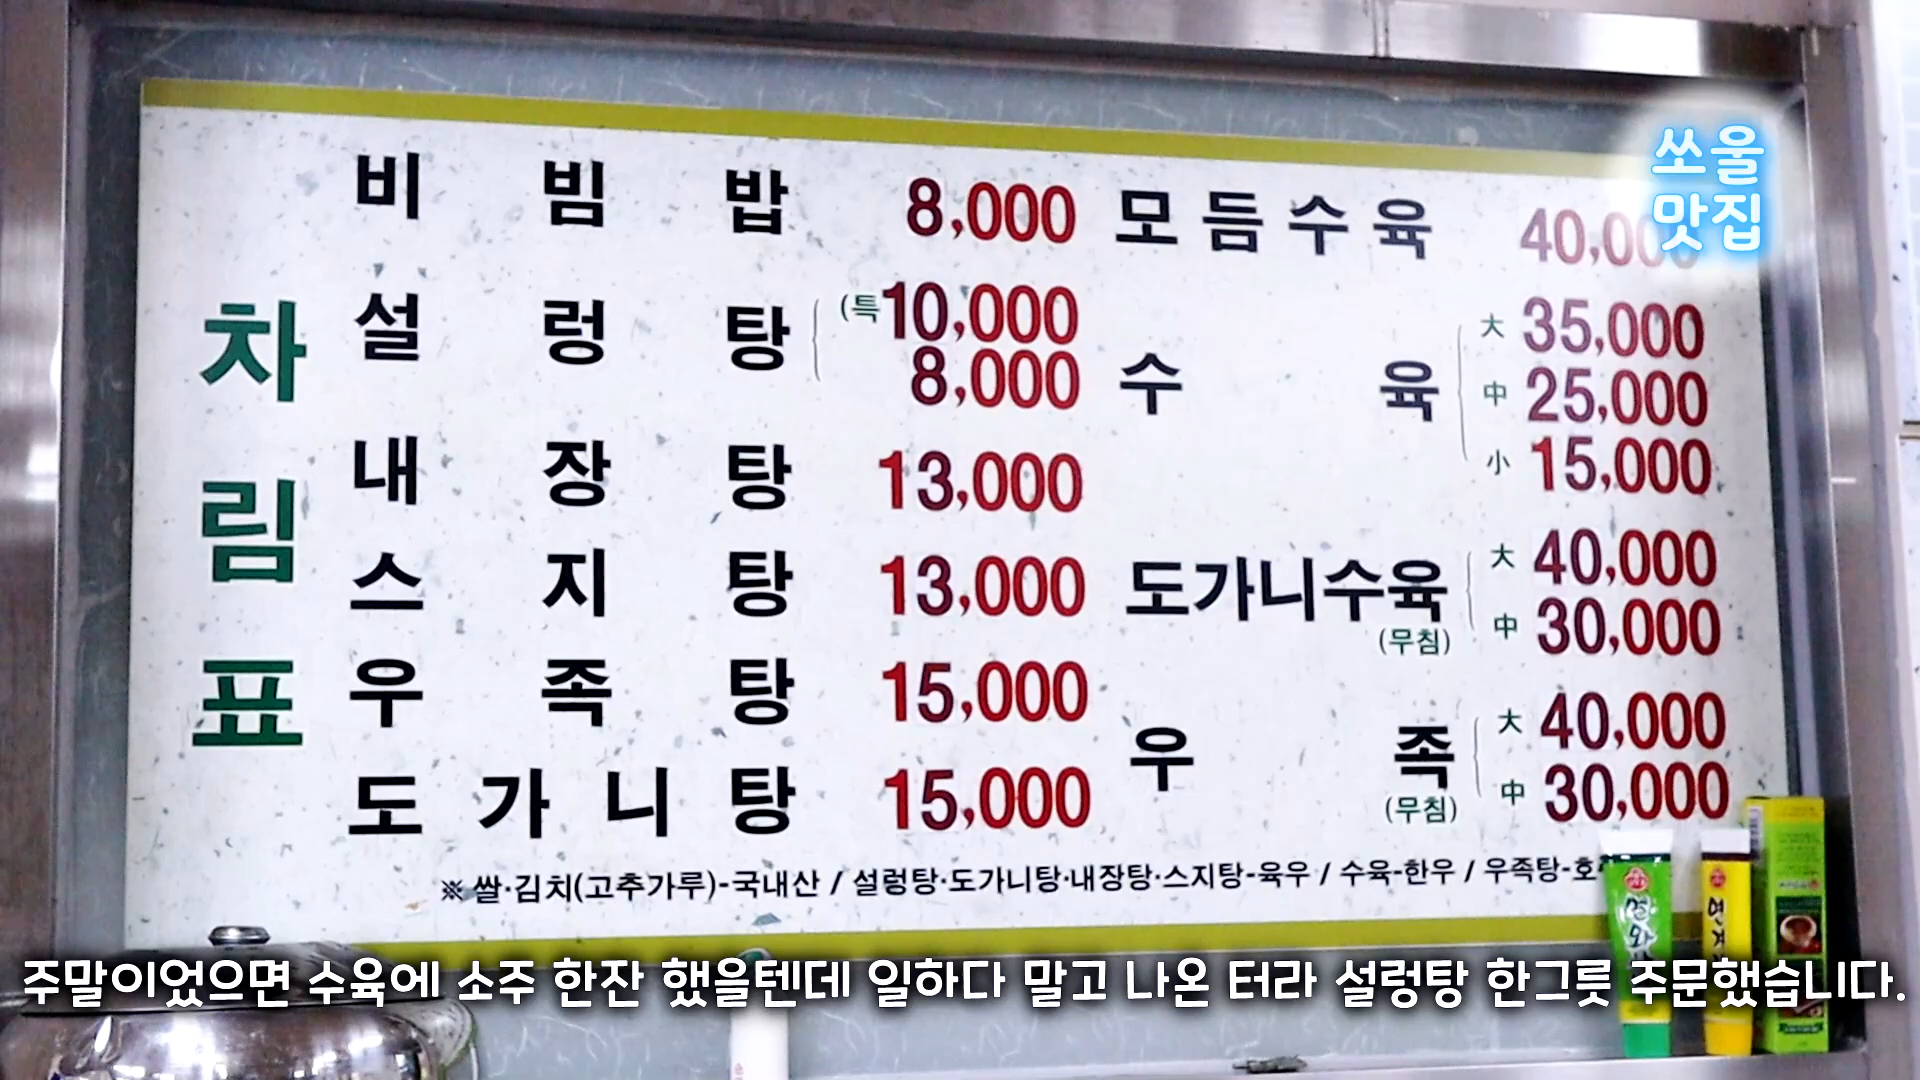 쏘울
맛집
차림표
비빔밥 8,000
설렁탕 (특 10,000
8,000
내장탕 13,000
스지탕 13,000
우족탕 15,000
도가니탕 15,000
모듬수육
수육 大 35,000
中 25,000
小 15,000
도가니수육 (무침) 大 40,000
中 30,000
우족 (무침) 大 40,000
中 30,000
※ 쌀·김치(고추가루)-국내산 / 설렁탕·도가니탕·내장탕·스지탕-육우 / 수육-한우 / 우족탕-
주말이었으면 수육에 소주 한잔 했을텐데 일하다 말고 나온 터라 설렁탕 한그릇 주문했습니다.